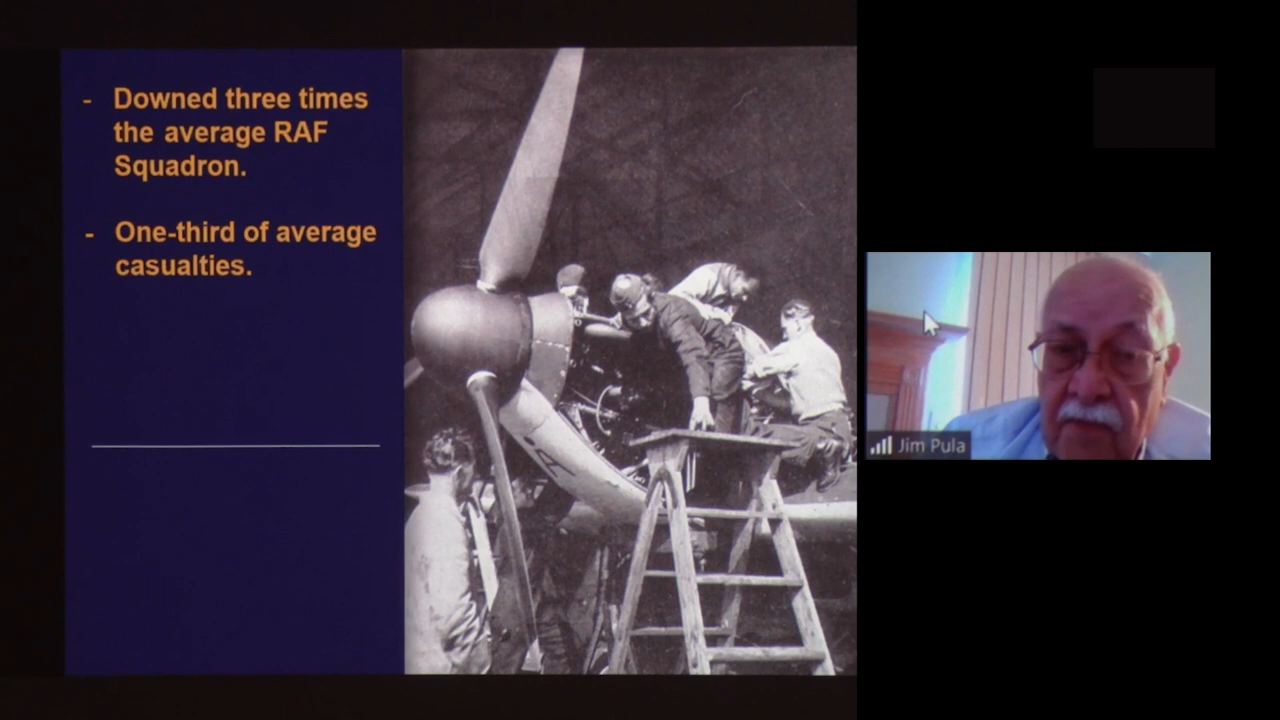 - Downed three times
the average RAF
Squadron.
- One-third of average
casualties.
Jim Pula